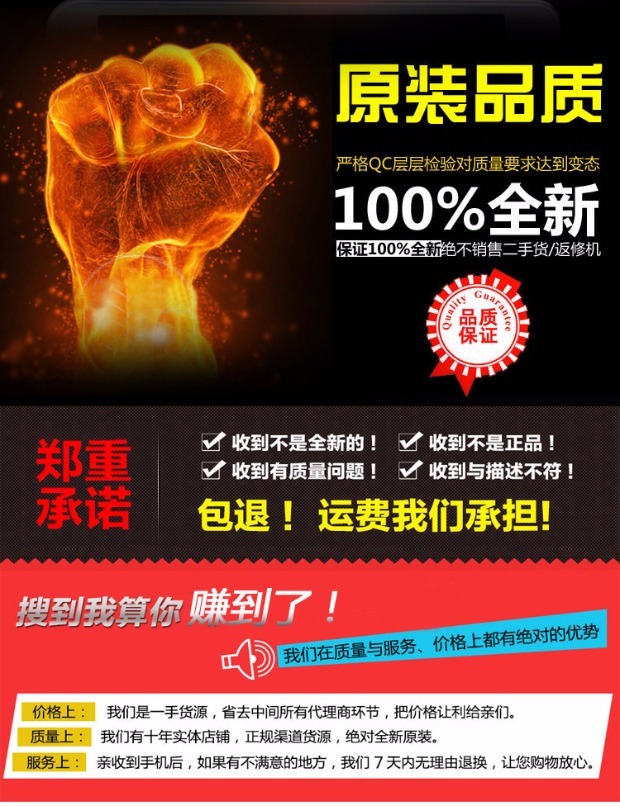 原装品质
严格QC层层检验对质量要求达到变态
100%全新
保证100%全新绝不销售二手货/返修机
Quality Guarantee
品质
保证
郑重
承诺
收到不是全新的！ 收到不是正品！
收到有质量问题！ 收到与描述不符！
包退！ 运费我们承担!
搜到我算你 赚到了！
我们在质量与服务、价格上都有绝对的优势
价格上： 我们是一手货源，省去中间所有代理商环节，把价格让利给亲们。
质量上： 我们有十年实体店铺，正规渠道货源，绝对全新原装。
服务上： 亲收到手机后，如果有不满意的地方，我们7天内无理由退换，让您购物放心。